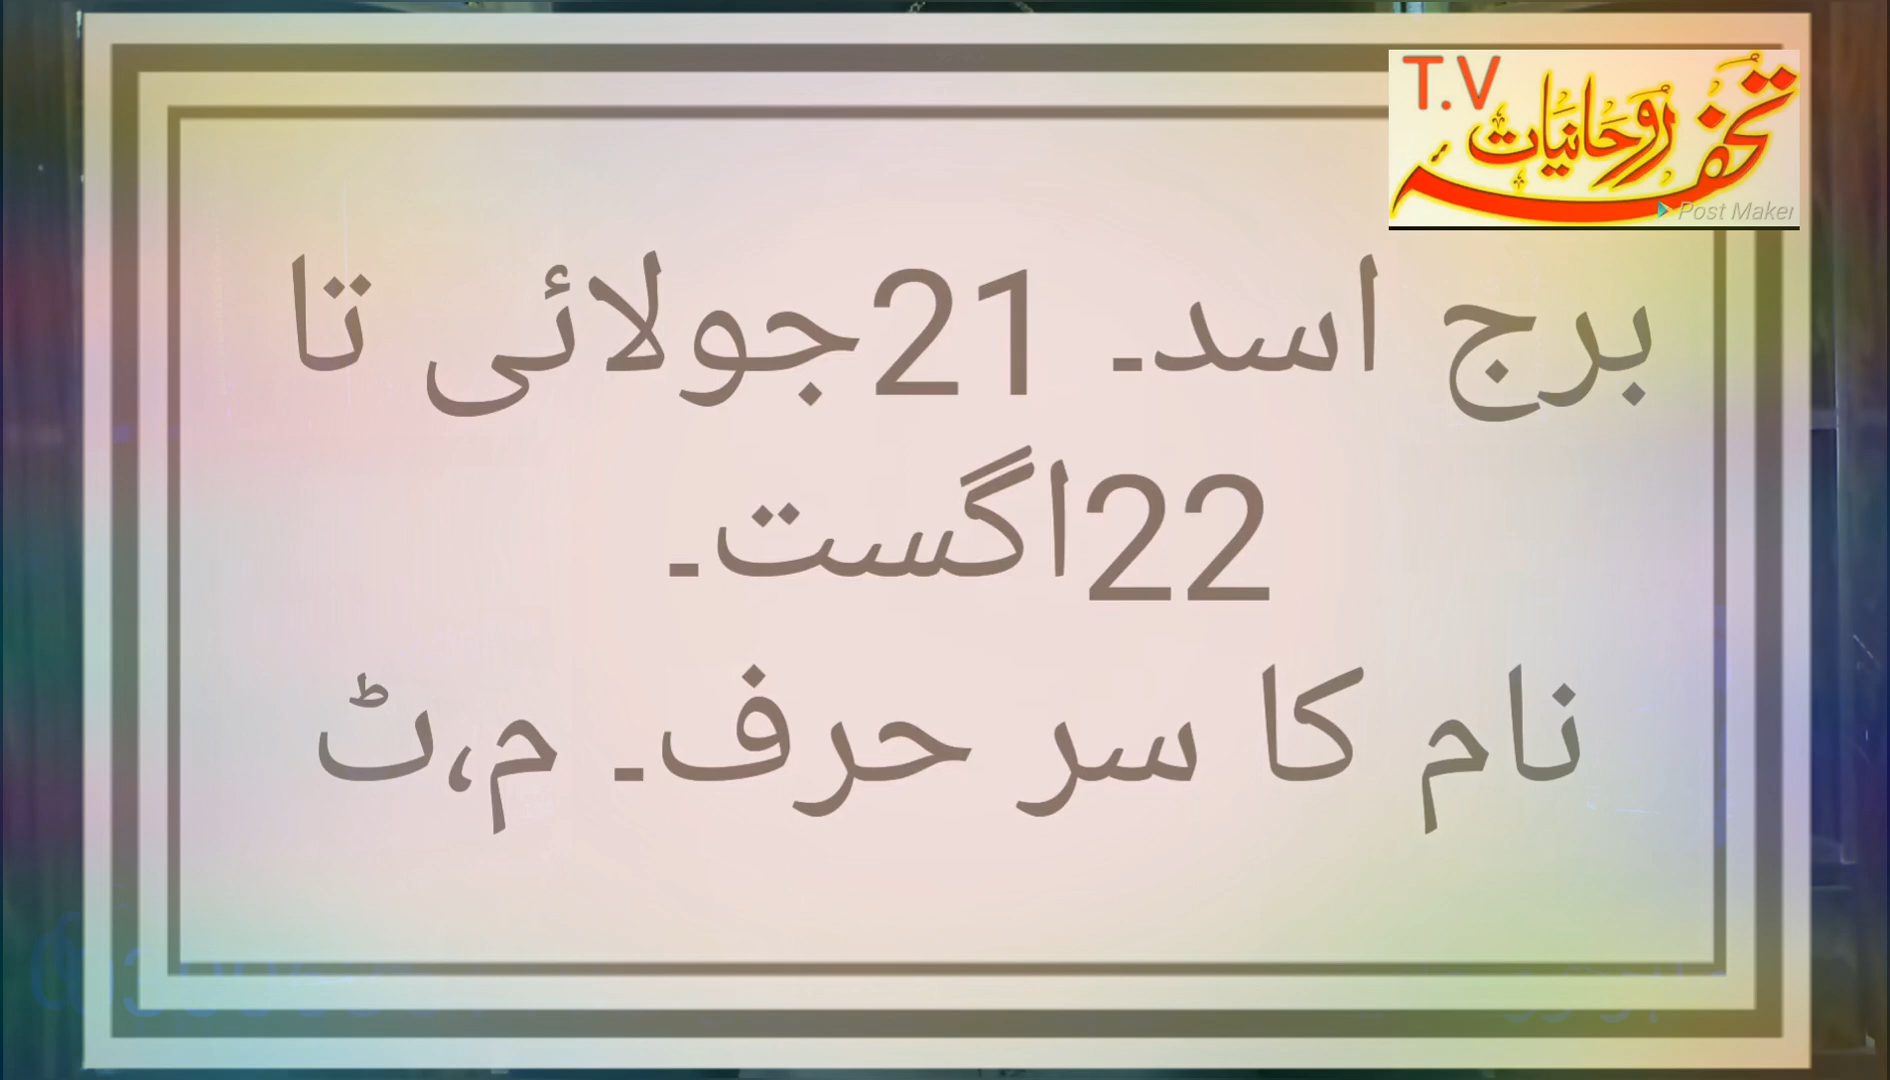 T.V
تحفہ روحانیات
Post Maker
برج اسد۔ 21جولائی تا
22اگست۔
نام کا سر حرف۔ م،ٹ